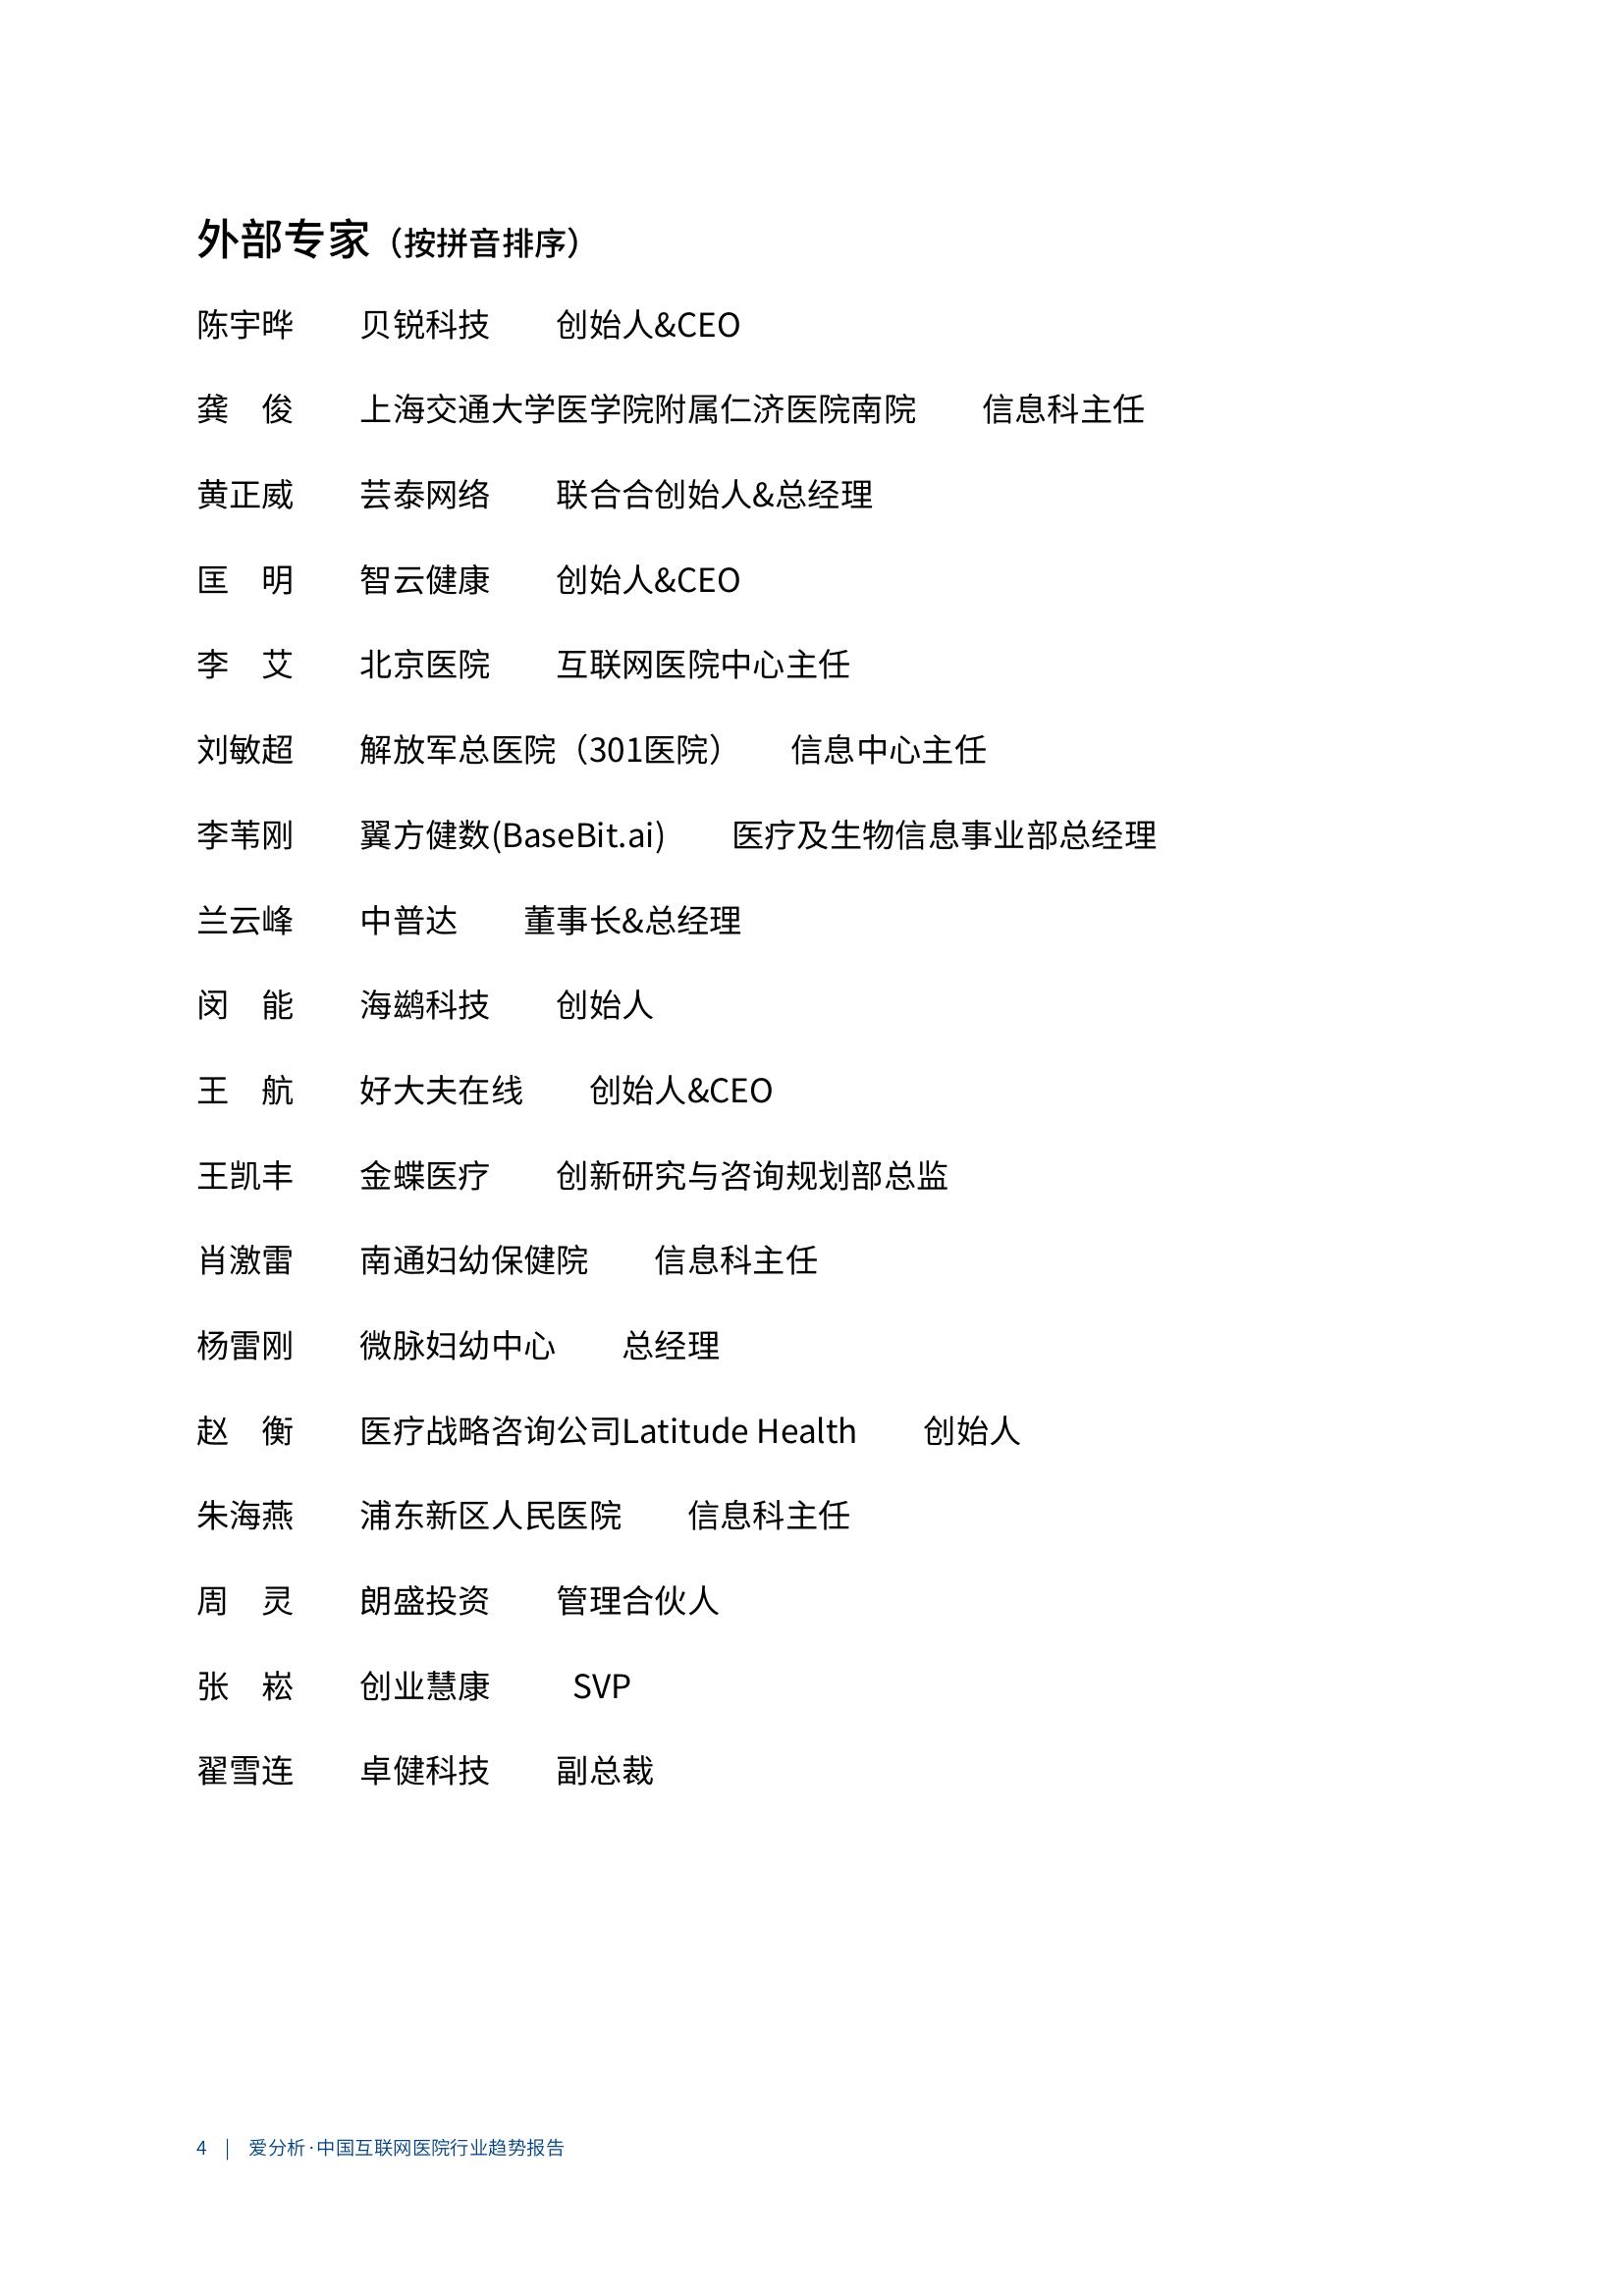 外部专家（按拼音排序）
陈宇晔 贝锐科技 创始人&CEO
龚 俊 上海交通大学医学院附属仁济医院南院 信息科主任
黄正威 芸泰网络 联合合创始人&总经理
匡 明 智云健康 创始人&CEO
李 艾 北京医院 互联网医院中心主任
刘敏超 解放军总医院（301医院） 信息中心主任
李苇刚 翼方健数(BaseBit.ai) 医疗及生物信息事业部总经理
兰云峰 中普达 董事长&总经理
闵 能 海鹚科技 创始人
王 航 好大夫在线 创始人&CEO
王凯丰 金蝶医疗 创新研究与咨询规划部总监
肖激雷 南通妇幼保健院 信息科主任
杨雷刚 微脉妇幼中心 总经理
赵 衡 医疗战略咨询公司Latitude Health 创始人
朱海燕 浦东新区人民医院 信息科主任
周 灵 朗盛投资 管理合伙人
张 崧 创业慧康 SVP
翟雪连 卓健科技 副总裁
4 | 爱分析·中国互联网医院行业趋势报告